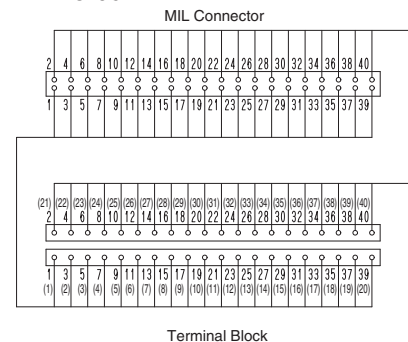 MIL Connector
2 4 6 8 10 12 14 16 18 20 22 24 26 28 30 32 34 36 38 40
1 3 5 7 9 11 13 15 17 19 21 23 25 27 29 31 33 35 37 39
(21) (22) (23) (24) (25) (26) (27) (28) (29) (30) (31) (32) (33) (34) (35) (36) (37) (38) (39) (40)
2 4 6 8 10 12 14 16 18 20 22 24 26 28 30 32 34 36 38 40
1 3 5 7 9 11 13 15 17 19 21 23 25 27 29 31 33 35 37 39
(1) (2) (3) (4) (5) (6) (7) (8) (9) (10) (11) (12) (13) (14) (15) (16) (17) (18) (19) (20)
Terminal Block